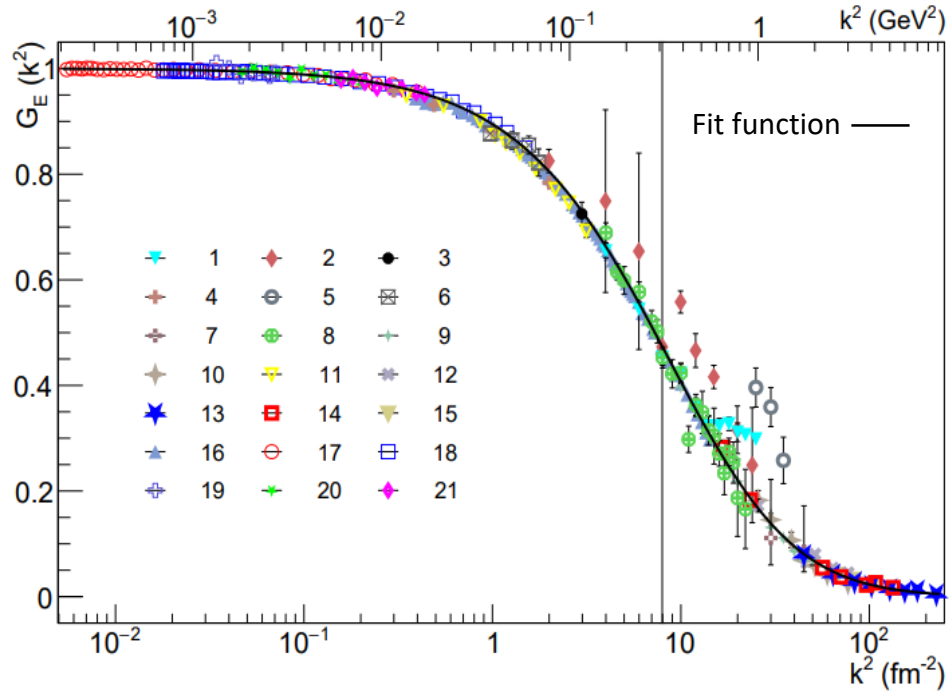 10⁻³ 10⁻² 10⁻¹ 1 k² (GeV²)
G_E (k²)
1
0.8
0.6
0.4
0.2
0
Fit function
1 2 3
4 5 6
7 8 9
10 11 12
13 14 15
16 17 18
19 20 21
10⁻² 10⁻¹ 1 10 10²
k² (fm⁻²)